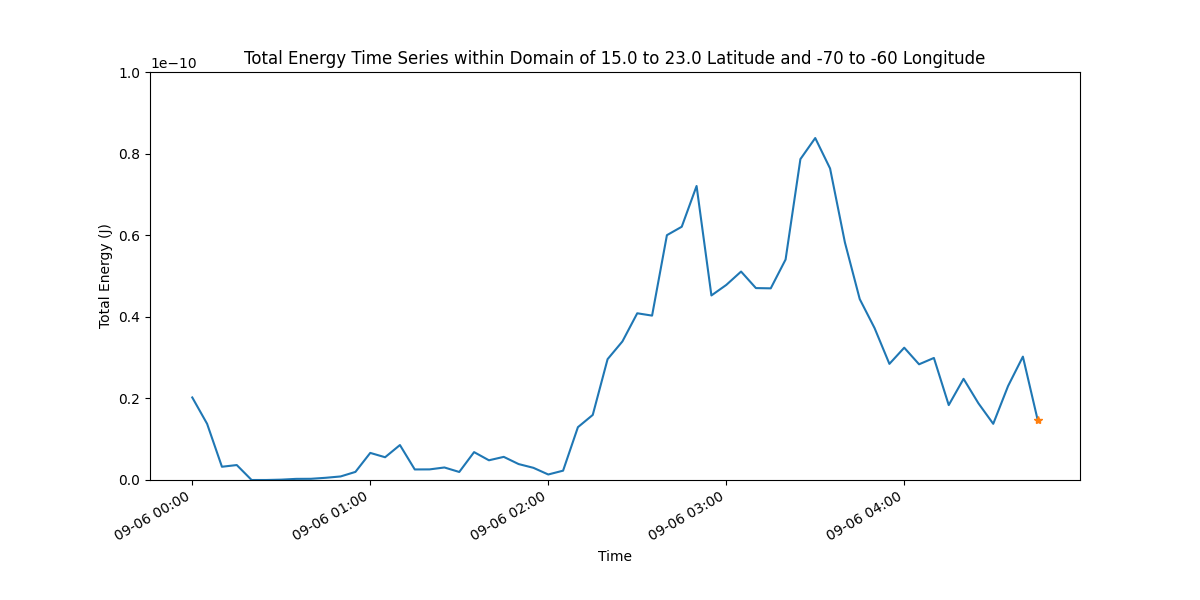 Total Energy Time Series within Domain of 15.0 to 23.0 Latitude and -70 to -60 Longitude
1e−10
1.0
0.8
0.6
0.4
0.2
0.0
Total Energy (J)
09-06 00:00
09-06 01:00
09-06 02:00
09-06 03:00
09-06 04:00
Time